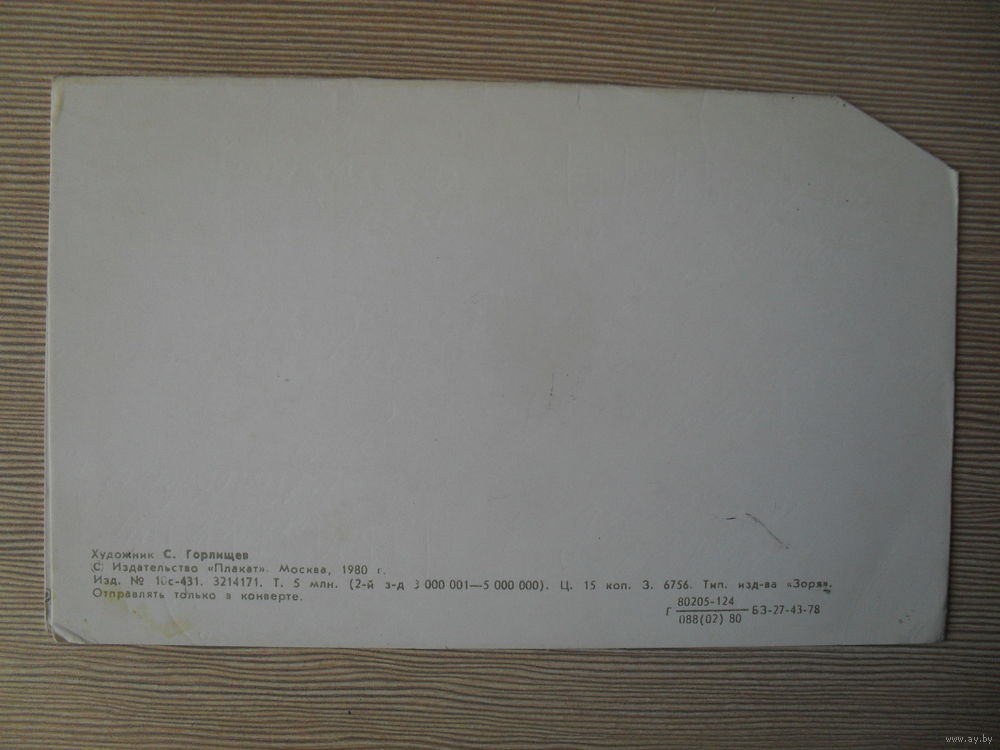 Художник С. Горлищев
© Издательство «Плакат». Москва, 1980 г.
Изд. № 10с-431. 3214171. Т. 5 млн. (2-й з-д 3 000 001—5 000 000). Ц. 15 коп. З. 6756. Тип. изд-ва «Зоря».
Отправлять только в конверте.
80205-124
Г ——— БЗ-27-43-78
088(02) 80
www.ay.by